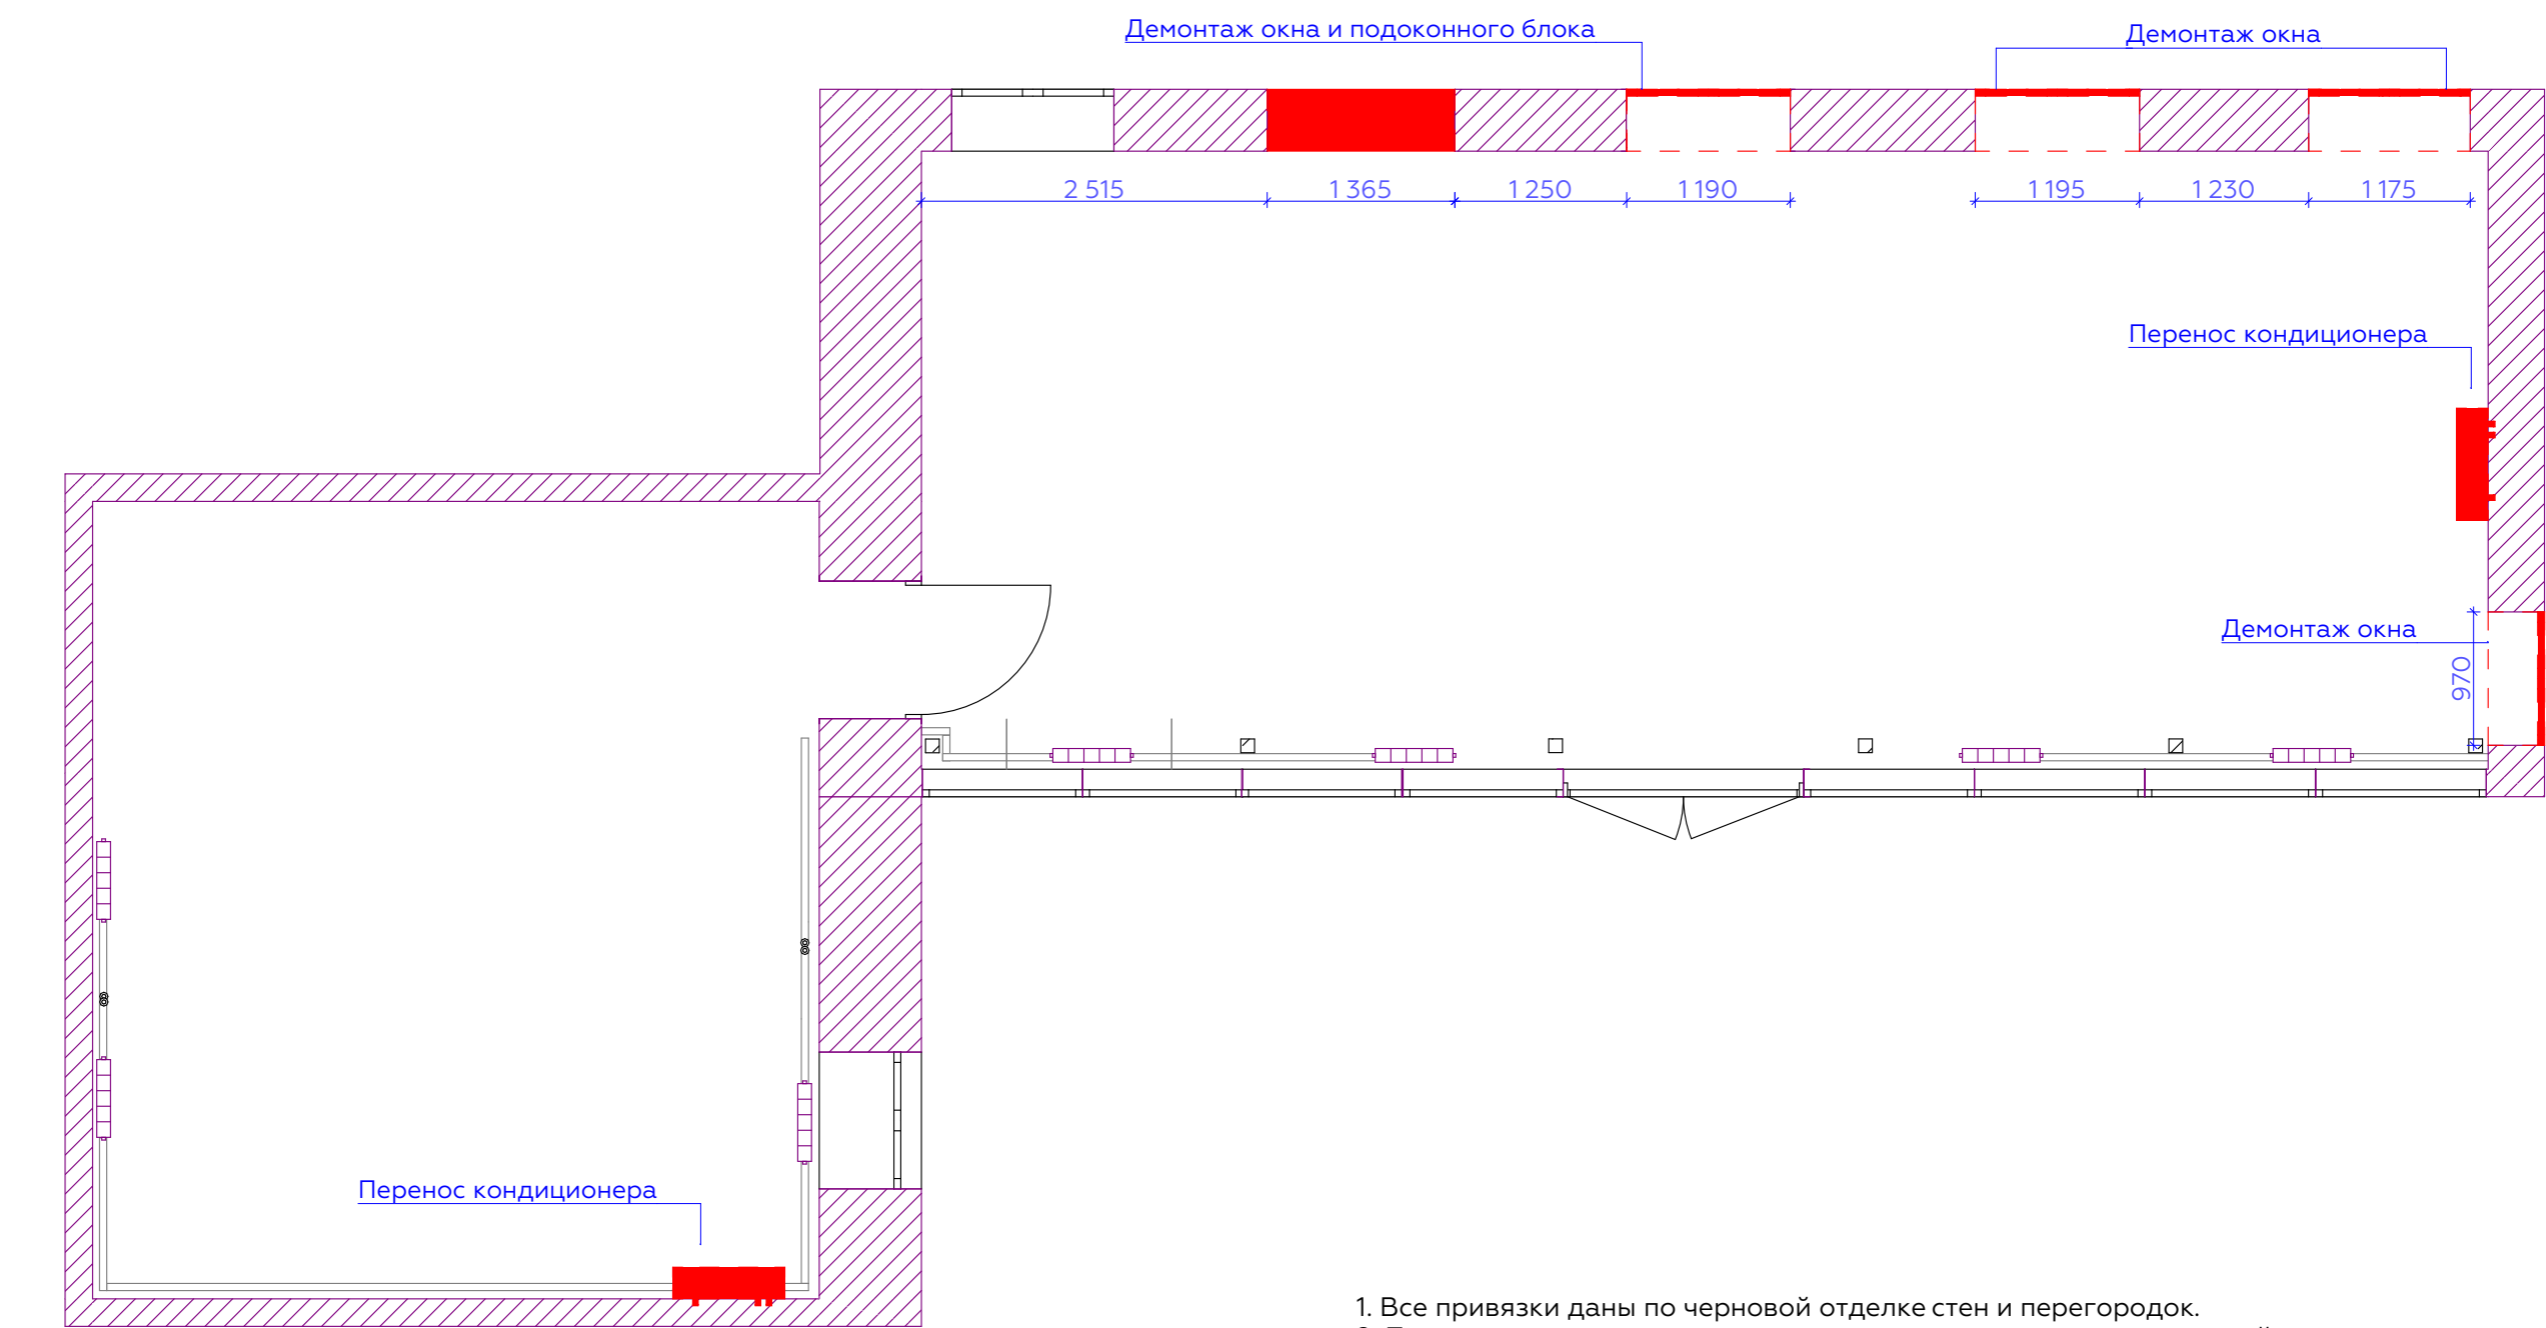 Демонтаж окна и подоконного блока
Демонтаж окна
2 515
1 365
1 250
1 190
1 195
1 230
1 175
Перенос кондиционера
Демонтаж окна
970
Перенос кондиционера
1. Все привязки даны по черновой отделке стен и перегородок.